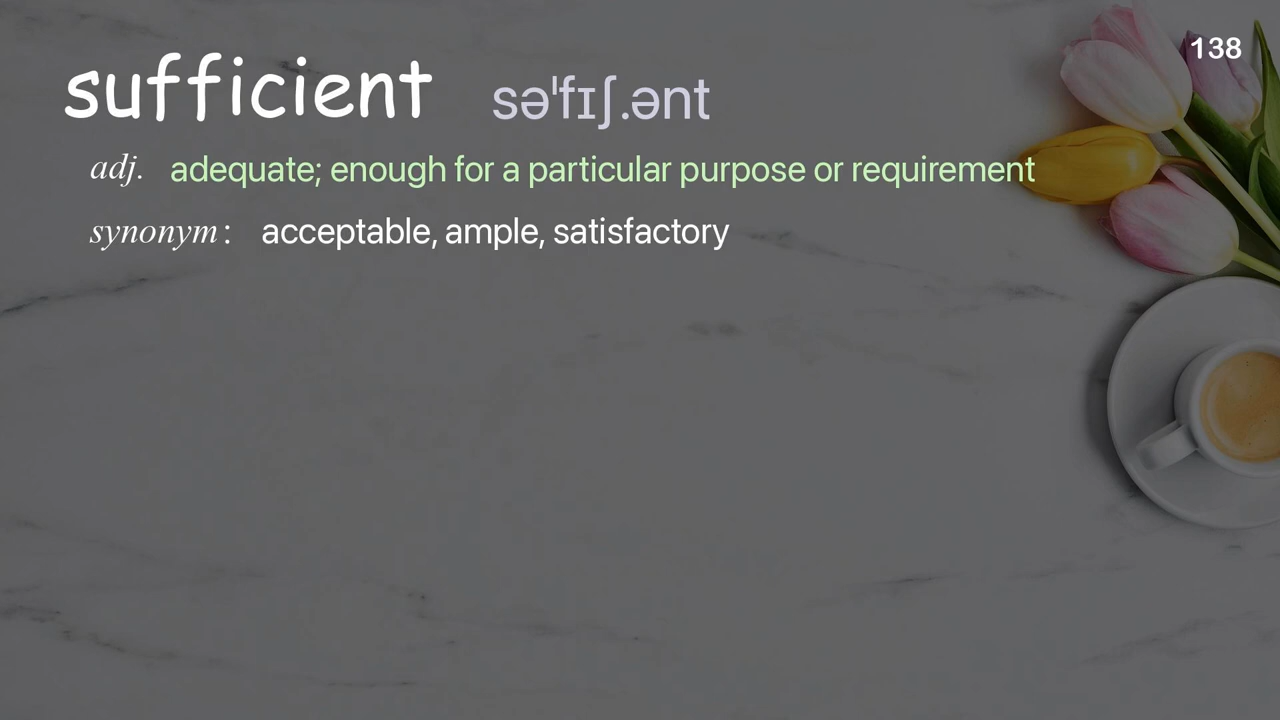 138
sufficient səˈfɪʃ.ənt
adj. adequate; enough for a particular purpose or requirement
synonym: acceptable, ample, satisfactory